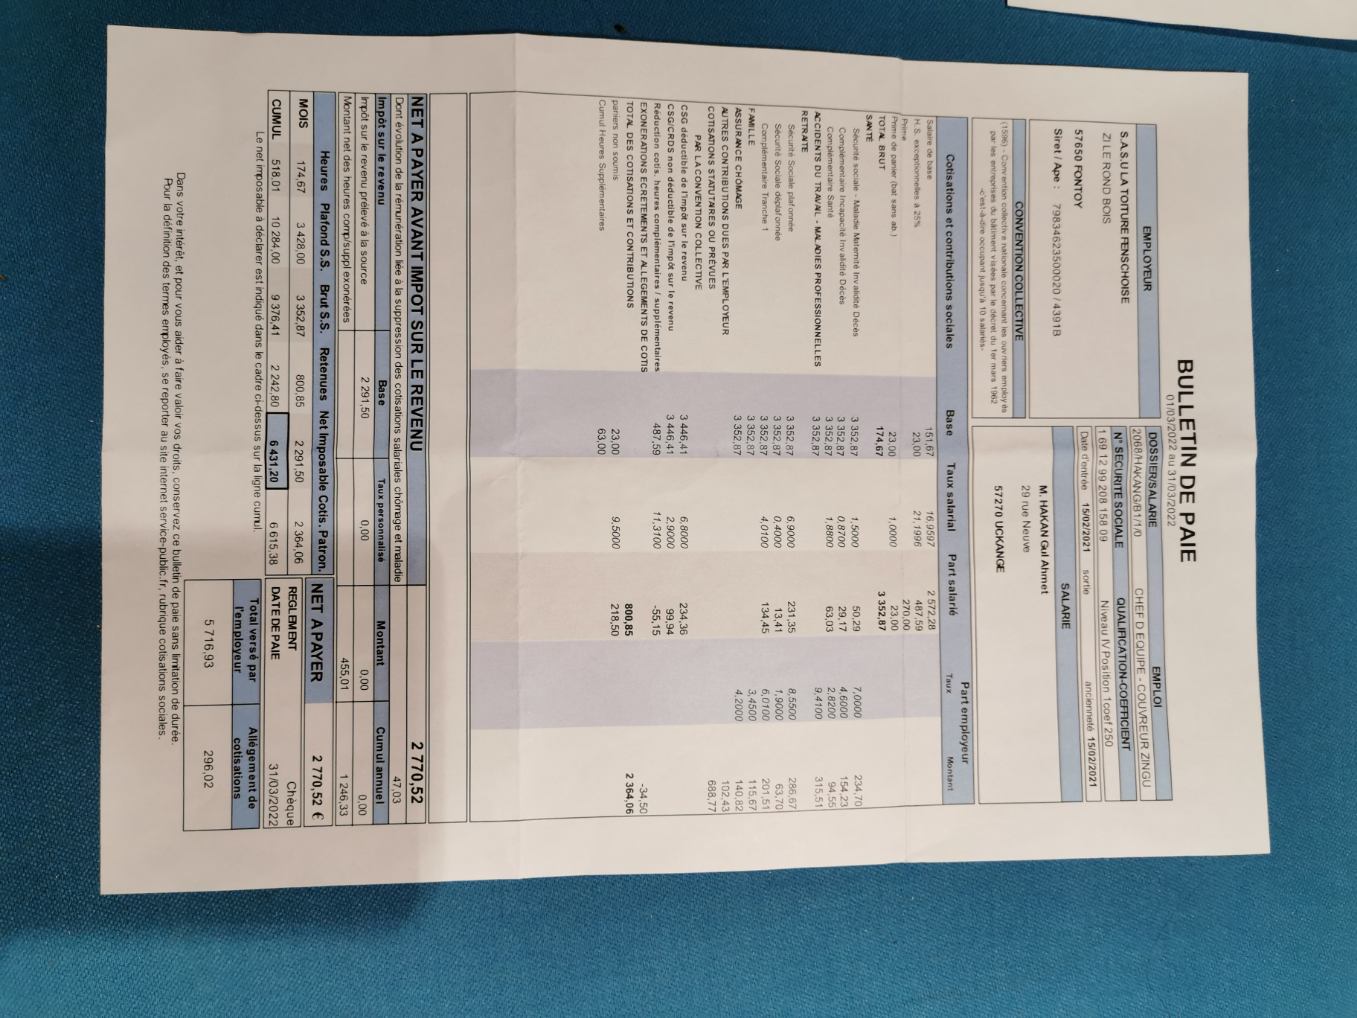 BULLETIN DE PAIE
01/03/2022 au 31/03/2022
EMPLOYEUR
S.A.S.U LA TOITURE FENSCHOISE
ZI LE ROND BOIS
57650 FONTOY
Siret / Ape : 79834623500020 / 4391B
CONVENTION COLLECTIVE
(1596) - Convention collective nationale concernant les ouvriers employés
par les entreprises du bâtiment visées par le décret du 1er mars 1962
-c'est-à-dire occupant jusqu'à 10 salariés-
DOSSIER/SALARIE EMPLOI
2068/HAKANG/B1/1/0 CHEF D EQUIPE - COUVREUR ZINGU
N° SECURITE SOCIALE QUALIFICATION-COEFFICIENT
1 69 12 99 208 158 09 Niveau IV Position 1coef 250
Date d'entrée 15/02/2021 sortie ancienneté 15/02/2021
SALARIE
M. HAKAN Gul Ahmet
29 rue Neuve
57270 UCKANGE
Part employeur
Cotisations et contributions sociales Base Taux salarial Part salarié Taux Montant
Salaire de base 151,67 16,9597 2 572,28
H.S. exceptionnelles à 25% 23,00 21,1996 487,59
Prime 270,00
Prime de panier (bat sans ab.) 23,00 1,0000 23,00
TOTAL BRUT 174,67 3 352,87
SANTÉ
Sécurité sociale - Maladie Maternité Invalidité Décès 3 352,87 1,5000 50,29 7,0000 234,70
Complémentaire Incapacité Invalidité Décès 3 352,87 0,8700 29,17 4,6000 154,23
Complémentaire Santé 3 352,87 1,8800 63,03 2,8200 94,55
ACCIDENTS DU TRAVAIL - MALADIES PROFESSIONNELLES 3 352,87 9,4100 315,51
RETRAITE
Sécurité Sociale plafonnée 3 352,87 6,9000 231,35 8,5500 286,67
Sécurité Sociale déplafonnée 3 352,87 0,4000 13,41 1,9000 63,70
Complémentaire Tranche 1 3 352,87 4,0100 134,45 6,0100 201,51
FAMILLE 3 352,87 3,4500 115,67
ASSURANCE CHÔMAGE 3 352,87 4,2000 140,82
AUTRES CONTRIBUTIONS DUES PAR L'EMPLOYEUR 102,43
COTISATIONS STATUTAIRES OU PRÉVUES 688,77
PAR LA CONVENTION COLLECTIVE
CSG déductible de l'impôt sur le revenu 3 446,41 6,8000 234,36
CSG/CRDS non déductible de l'impôt sur le revenu 3 446,41 2,9000 99,94
Réduction cotis. heures complémentaires / supplémentaires 487,59 11,3100 -55,15
EXONERATIONS ECRETEMENTS ET ALLEGEMENTS DE COTIS -34,50
TOTAL DES COTISATIONS ET CONTRIBUTIONS 800,85 2 364,06
paniers non soumis 23,00 9,5000 218,50
Cumul Heures Supplémentaires 63,00
NET A PAYER AVANT IMPOT SUR LE REVENU 2 770,52
Dont évolution de la rémunération liée à la suppression des cotisations salariales chômage et maladie 47,03
Impôt sur le revenu Base Taux personnalisé Montant Cumul annuel
Impôt sur le revenu prélevé à la source 2 291,50 0,00 0,00 0,00
Montant net des heures comp/suppl exonérées 455,01 1 246,33
Heures Plafond S.S. Brut S.S. Retenues Net Imposable Cotis. Patron.
MOIS 174,67 3 428,00 3 352,87 800,85 2 291,50 2 364,06
CUMUL 518,01 10 284,00 9 376,41 2 242,80 6 431,20 6 615,38
Le net imposable à déclarer est indiqué dans le cadre ci-dessus sur la ligne cumul.
NET A PAYER 2 770,52 €
REGLEMENT Chèque
DATE DE PAIE 31/03/2022
Total versé par l'employeur Allégement de cotisations
5 716,93 296,02
Dans votre intérêt, et pour vous aider à faire valoir vos droits, conservez ce bulletin de paie sans limitation de durée.
Pour la définition des termes employés, se reporter au site internet service-public.fr, rubrique cotisations sociales.